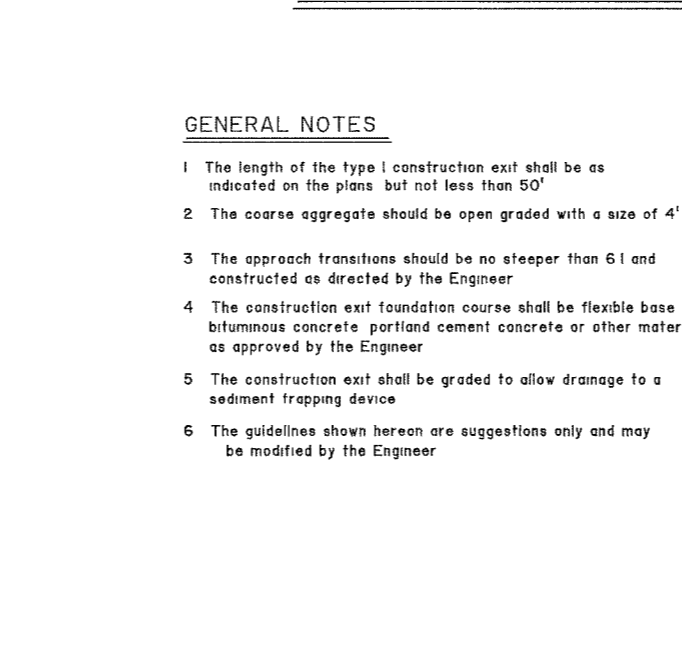 GENERAL NOTES
1 The length of the type 1 construction exit shall be as
indicated on the plans but not less than 50'
2 The coarse aggregate should be open graded with a size of 4'
3 The approach transitions should be no steeper than 6 1 and
constructed as directed by the Engineer
4 The construction exit foundation course shall be flexible base
bituminous concrete portland cement concrete or other mater
as approved by the Engineer
5 The construction exit shall be graded to allow drainage to a
sediment trapping device
6 The guidelines shown hereon are suggestions only and may
be modified by the Engineer